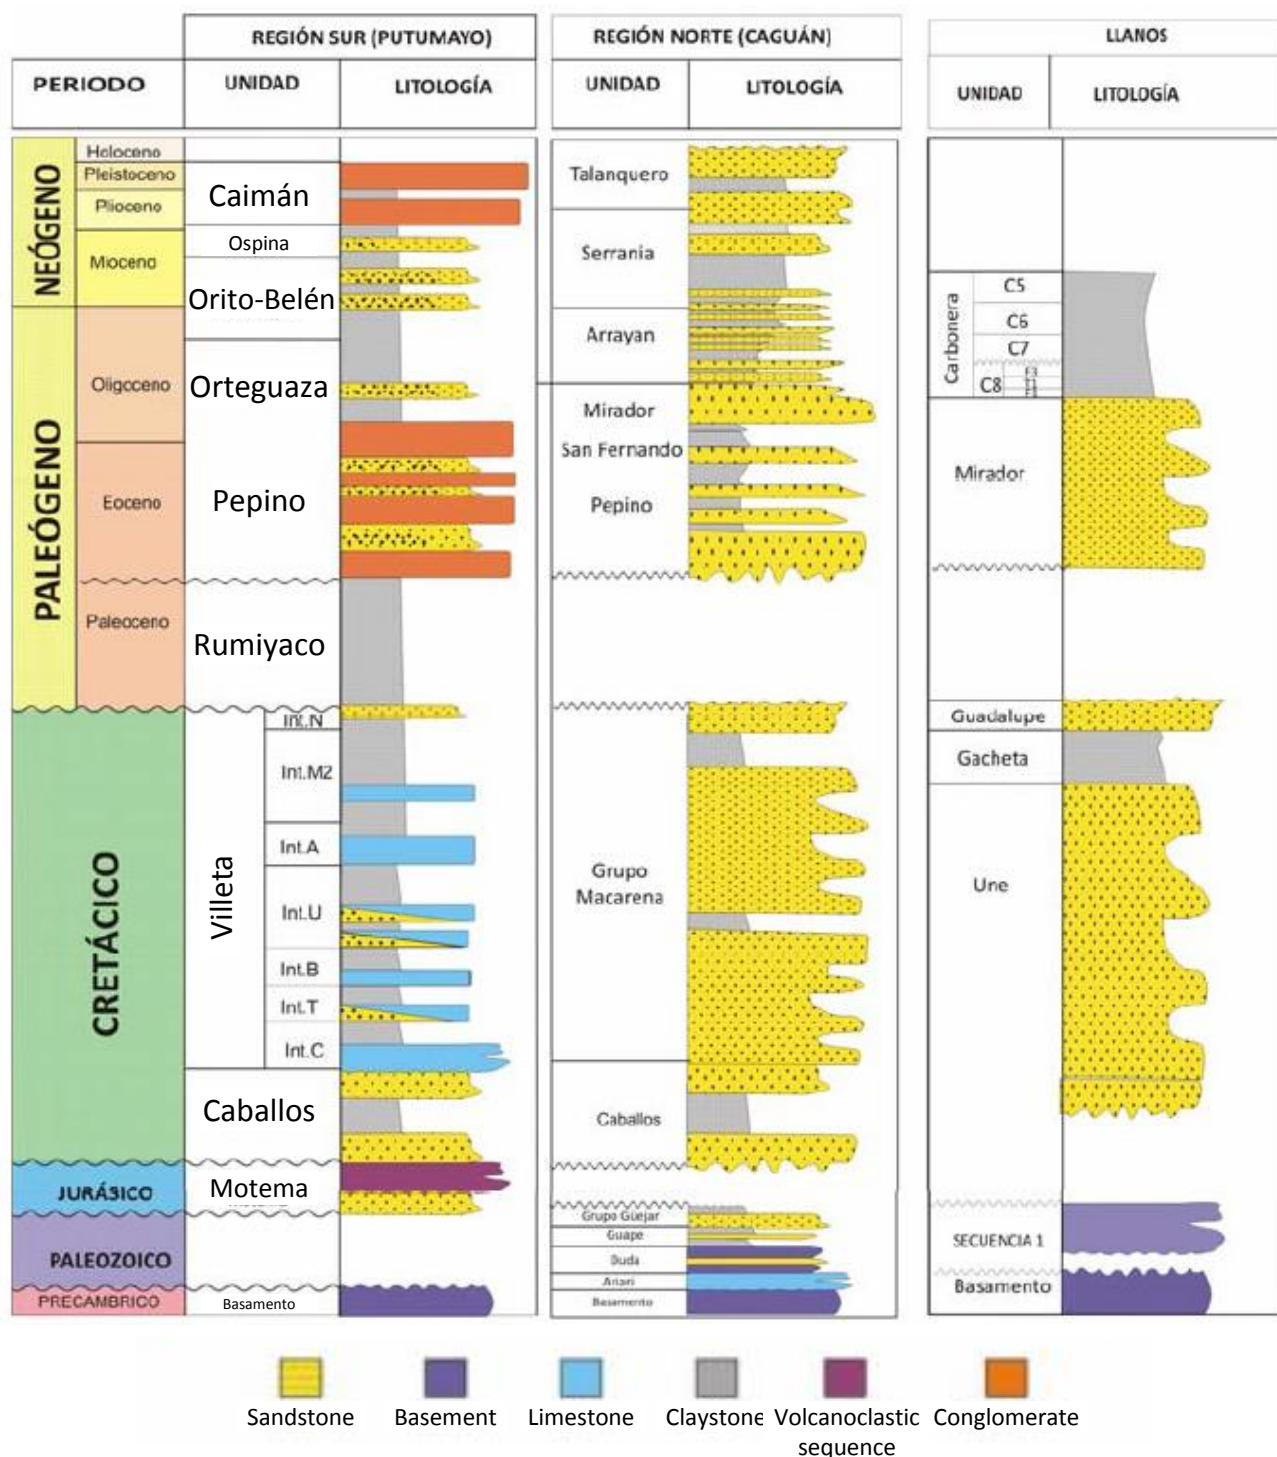 REGIÓN SUR (PUTUMAYO)
REGIÓN NORTE (CAGUÁN)
LLANOS
PERIODO
UNIDAD
LITOLOGÍA
UNIDAD
LITOLOGÍA
UNIDAD
LITOLOGÍA
NEÓGENO
Holoceno
Pleistoceno
Plioceno
Mioceno
PALEÓGENO
Oligoceno
Eoceno
Paleoceno
CRETÁCICO
JURÁSICO
PALEOZOICO
PRECAMBRICO
Caimán
Ospina
Orito-Belén
Orteguaza
Pepino
Rumiyaco
Villeta
Int.N
Int.M2
Int.A
Int.U
Int.B
Int.T
Int.C
Caballos
Motema
Basamento
Talanquero
Serrania
Arrayan
Mirador
San Fernando
Pepino
Grupo
Macarena
Caballos
Grupo Güejar
Guape
Duda
Ariari
Basamento
Carbonera
C5
C6
C7
C8
Mirador
Guadalupe
Gacheta
Une
SECUENCIA 1
Basamento
Sandstone
Basement
Limestone
Claystone
Volcanoclastic
sequence
Conglomerate